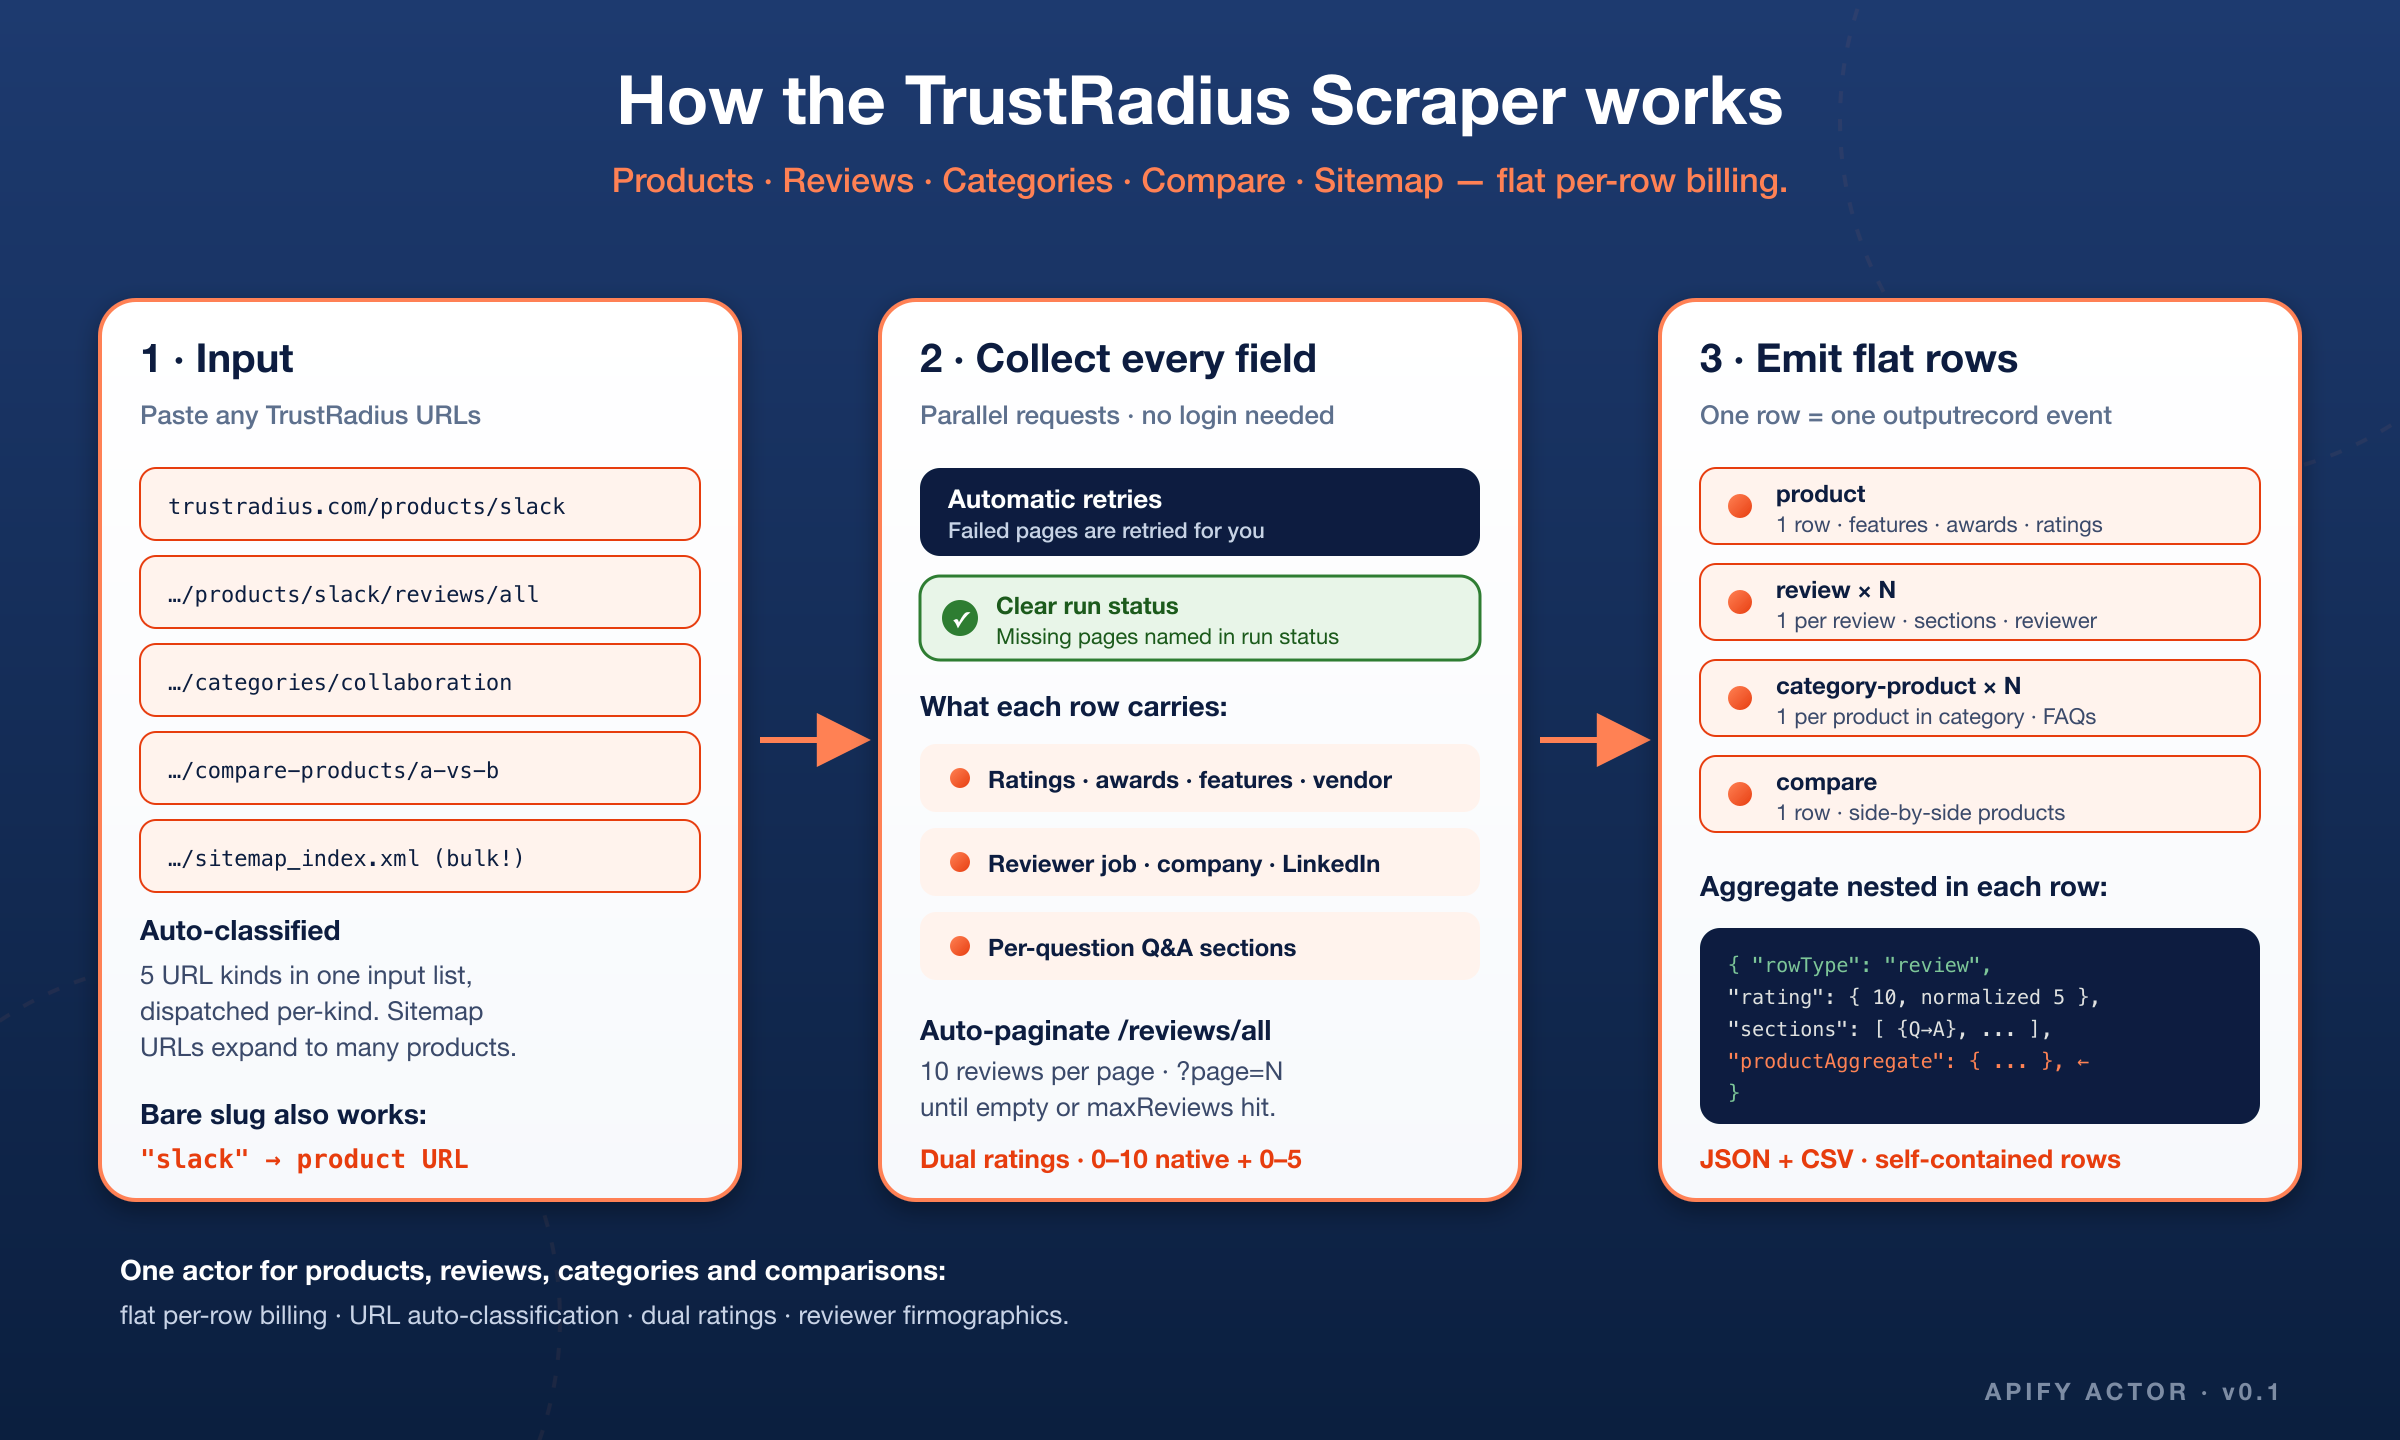 How the TrustRadius Scraper works
Products · Reviews · Categories · Compare · Sitemap — flat per-row billing.
1 · Input
Paste any TrustRadius URLs
trustradius.com/products/slack
…/products/slack/reviews/all
…/categories/collaboration
…/compare-products/a-vs-b
…/sitemap_index.xml (bulk!)
Auto-classified
5 URL kinds in one input list,
dispatched per-kind. Sitemap
URLs expand to many products.
Bare slug also works:
"slack" → product URL
2 · Collect every field
Parallel requests · no login needed
Automatic retries
Failed pages are retried for you
✓
Clear run status
Missing pages named in run status
What each row carries:
Ratings · awards · features · vendor
Reviewer job · company · LinkedIn
Per-question Q&A sections
Auto-paginate /reviews/all
10 reviews per page · ?page=N
until empty or maxReviews hit.
Dual ratings · 0–10 native + 0–5
3 · Emit flat rows
One row = one outputrecord event
product
1 row · features · awards · ratings
review × N
1 per review · sections · reviewer
category-product × N
1 per product in category · FAQs
compare
1 row · side-by-side products
Aggregate nested in each row:
{ "rowType": "review",
"rating": { 10, normalized 5 },
"sections": [ {Q→A}, ... ],
"productAggregate": { ... }, ←
}
JSON + CSV · self-contained rows
One actor for products, reviews, categories and comparisons:
flat per-row billing · URL auto-classification · dual ratings · reviewer firmographics.
APIFY ACTOR · v0.1